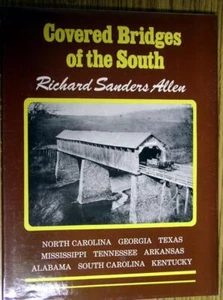 Covered Bridges
of the South
Richard Sanders Allen
NORTH CAROLINA GEORGIA TEXAS
MISSISSIPPI TENNESSEE ARKANSAS
ALABAMA SOUTH CAROLINA KENTUCKY